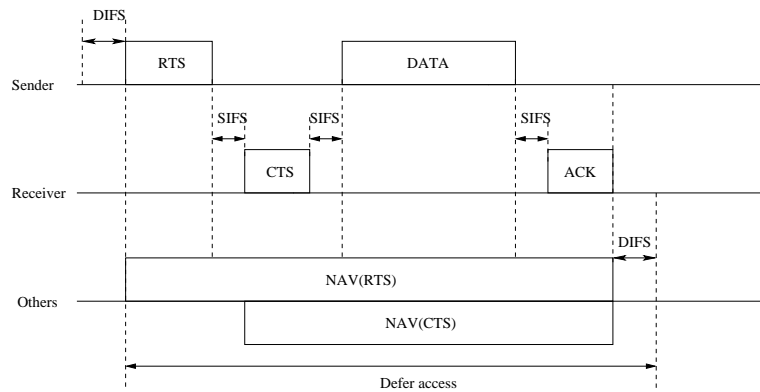 DIFS
RTS
DATA
Sender
SIFS
SIFS
SIFS
CTS
ACK
Receiver
DIFS
NAV(RTS)
Others
NAV(CTS)
Defer access